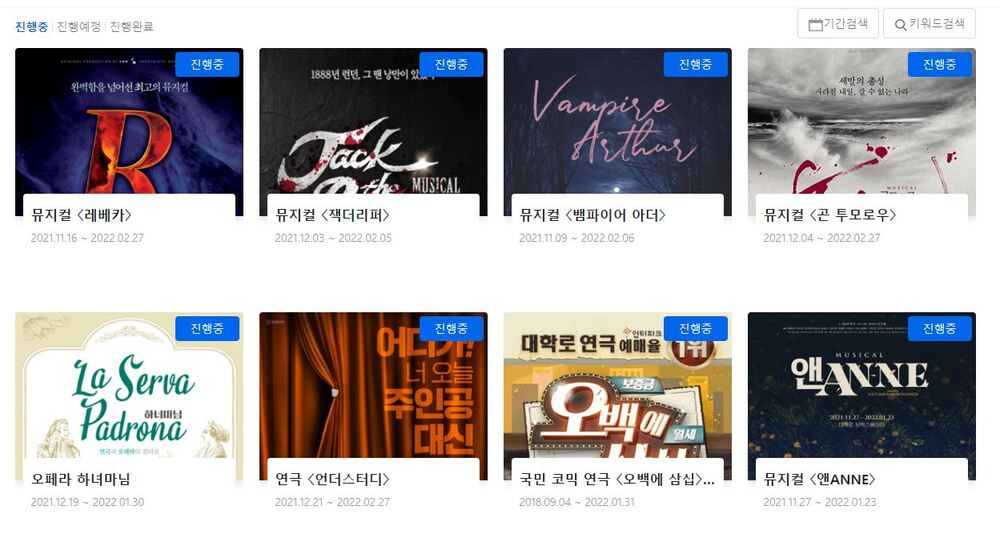 진행중 | 진행예정 | 진행완료
기간검색
키워드검색
진행중
완벽함을 넘어선 최고의 뮤지컬
R
뮤지컬 <레베카>
2021.11.16 ~ 2022.02.27
진행중
1888년 런던, 그 땐 낭만이 있었
Jack
the
MUSICAL
뮤지컬 <잭더리퍼>
2021.12.03 ~ 2022.02.05
진행중
Vampire
Arthur
뮤지컬 <뱀파이어 아더>
2021.11.09 ~ 2022.02.06
진행중
세발의 총성
사라진 내일, 갈 수 없는 나라
MUSICAL
뮤지컬 <곤 투모로우>
2021.12.04 ~ 2022.02.27
진행중
La Serva
Padrona
하녀마님
연극과 오페라의 콜라보
오페라 하녀마님
2021.12.19 ~ 2022.01.30
진행중
어디가!
너 오늘
주인공
대신
연극 <언더스터디>
2021.12.21 ~ 2022.02.27
진행중
인터파크
대학로 연극 예매율 1위
보증금
오백에
월세
국민 코믹 연극 <오백에 삼십>...
2018.09.04 ~ 2022.01.31
진행중
MUSICAL
앤ANNE
2021.11.27 - 2022.01.23
뮤지컬 <앤ANNE>
2021.11.27 ~ 2022.01.23